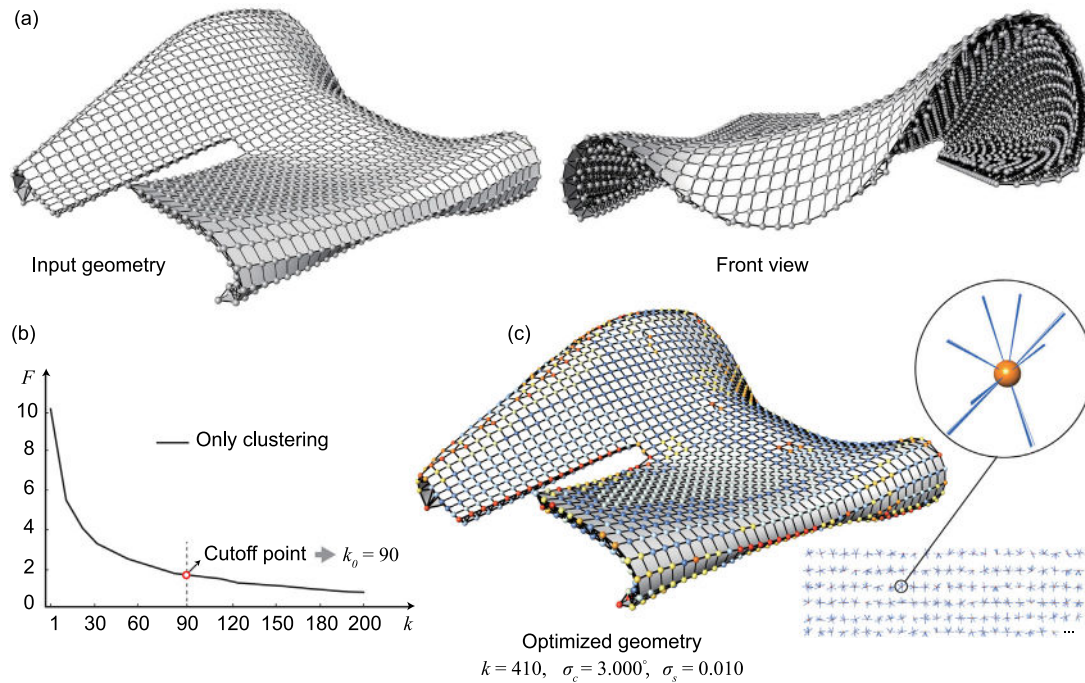 (a)
Input geometry
Front view
(b)
F
10
8
6
4
2
0
Only clustering
Cutoff point k₀ = 90
1 30 60 90 120 150 180 200 k
(c)
...
Optimized geometry
k = 410, σc = 3.000°, σs = 0.010